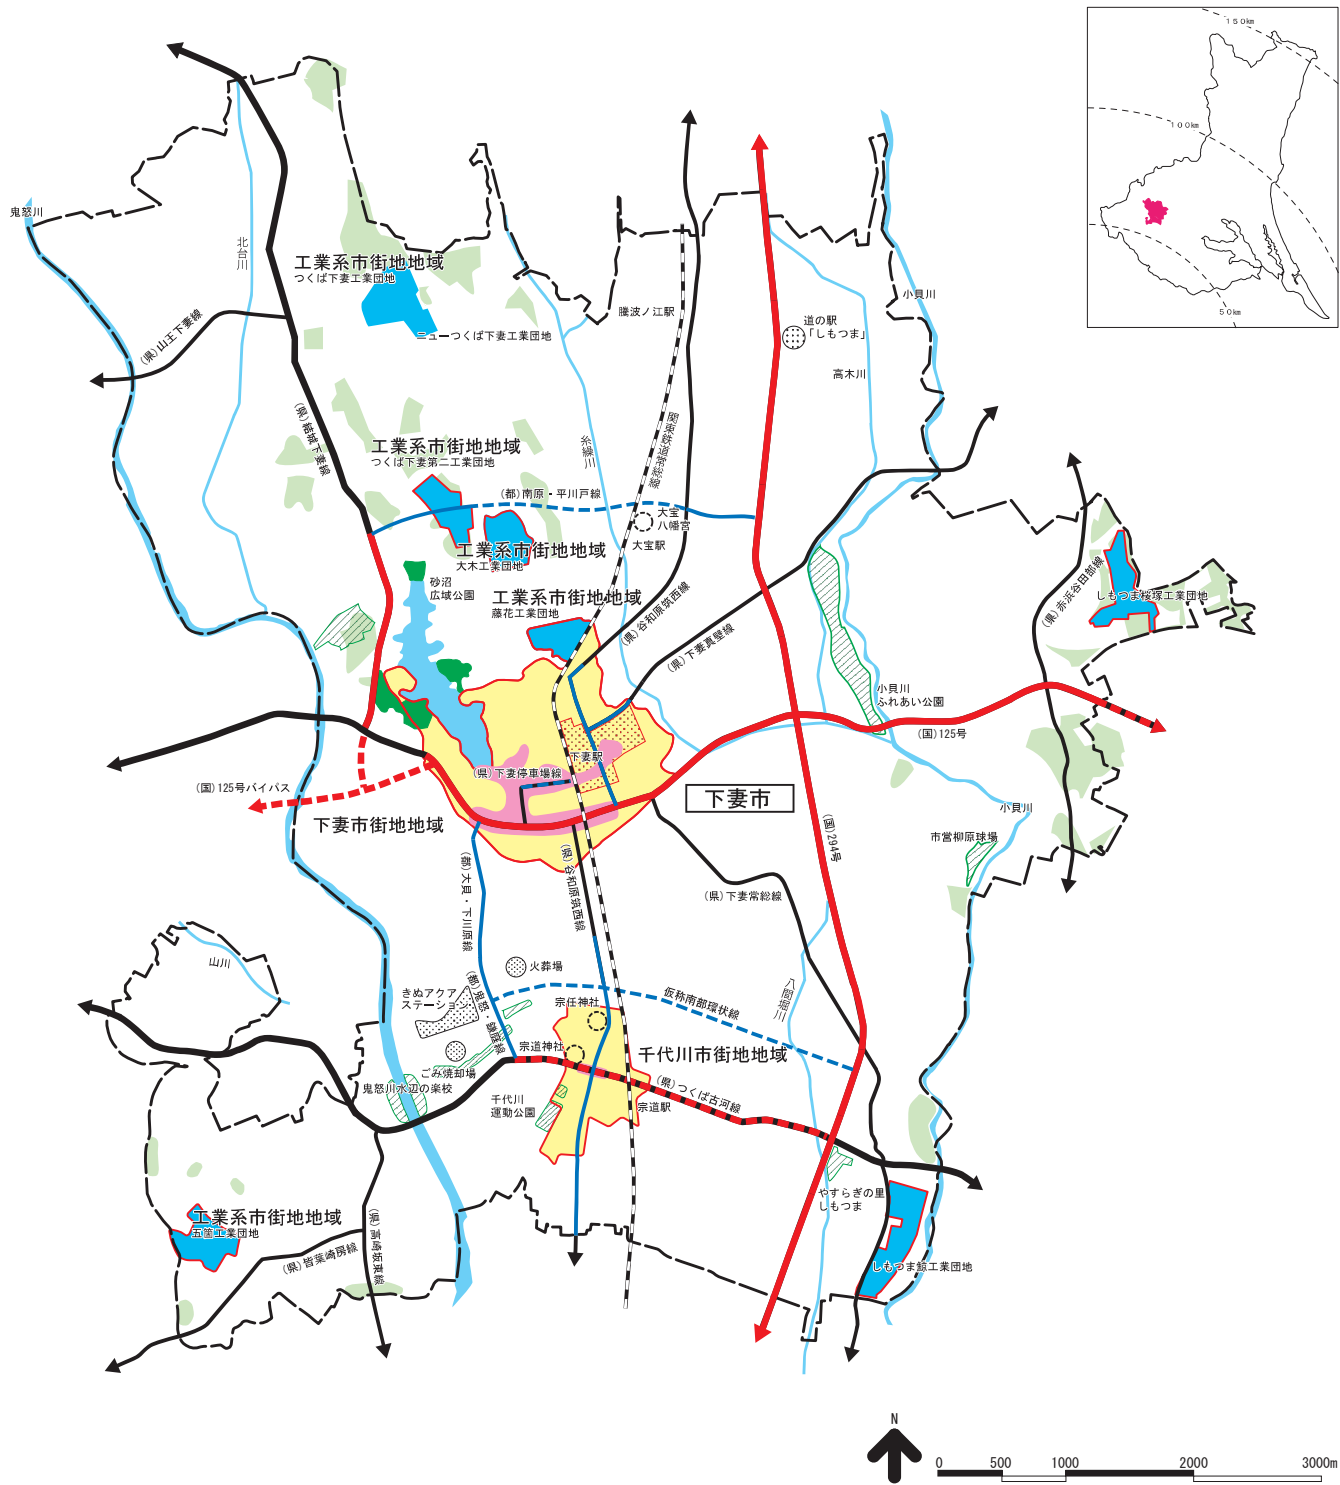 150km
100km
50km
鬼怒川
北台川
工業系市街地地域
つくば下妻工業団地
ニューつくば下妻工業団地
騰波ノ江駅
小貝川
道の駅
「しもつま」
高木川
(県)山王下妻線
(県)結城下妻線
工業系市街地地域
つくば下妻第二工業団地
糸繰川
関東鉄道常総線
(都)南原・平川戸線
大宝
八幡宮
大宝駅
工業系市街地地域
大木工業団地
砂沼
広域公園
工業系市街地地域
藤花工業団地
(県)谷和原筑西線
(県)下妻真壁線
(県)赤浜谷田部線
しもつま桜塚工業団地
小貝川
ふれあい公園
(国)125号
下妻駅
(県)下妻停車場線
(国)125号バイパス
下妻市
下妻市街地地域
(国)294号
小貝川
市営柳原球場
(都)大貝・下川原線
(県)谷和原筑西線
(県)下妻常総線
山川
火葬場
きぬアクア
ステーション
(都)鬼怒・鎌庭線
宗任神社
仮称南部環状線
八間堀川
宗道神社
千代川市街地地域
ごみ焼却場
鬼怒川水辺の楽校
千代川
運動公園
(県)つくば古河線
宗道駅
やすらぎの里
しもつま
工業系市街地地域
五箇工業団地
(県)皆葉崎房線
(県)高崎坂東線
しもつま鯨工業団地
N
0 500 1000 2000 3000m